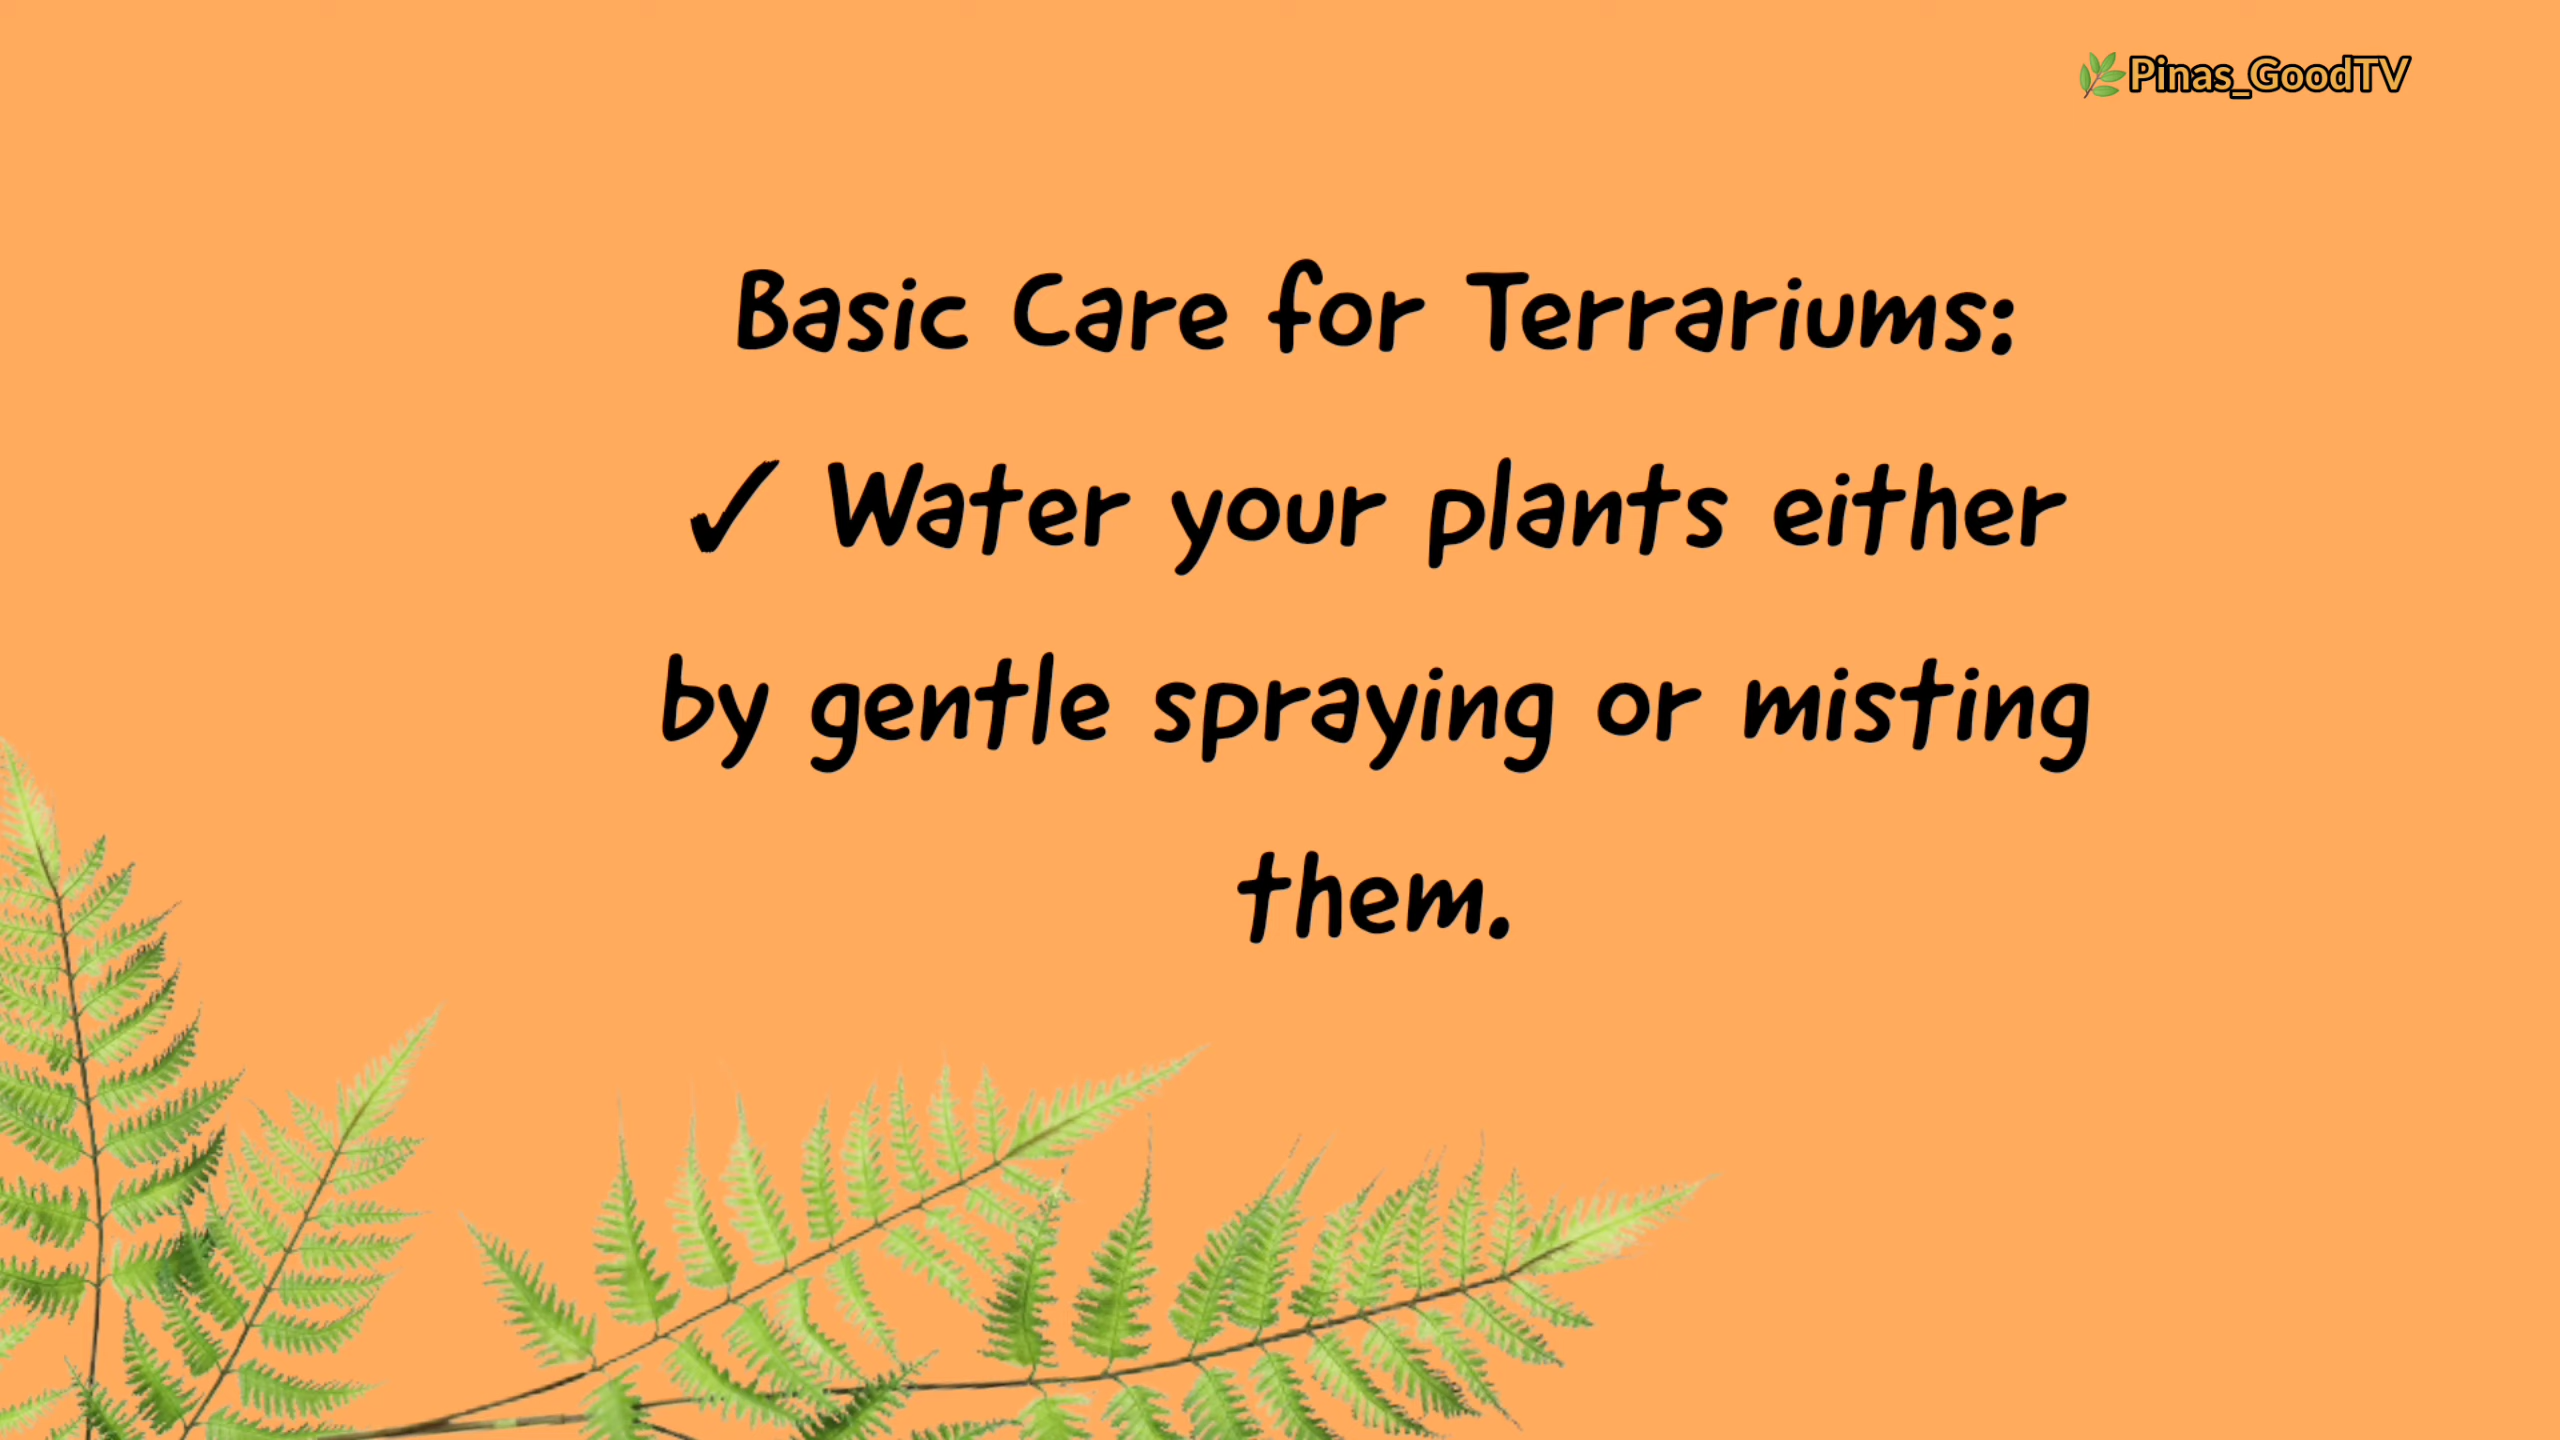 🌿Pinas_GoodTV
Basic Care for Terrariums:
✓ Water your plants either
by gentle spraying or misting
them.